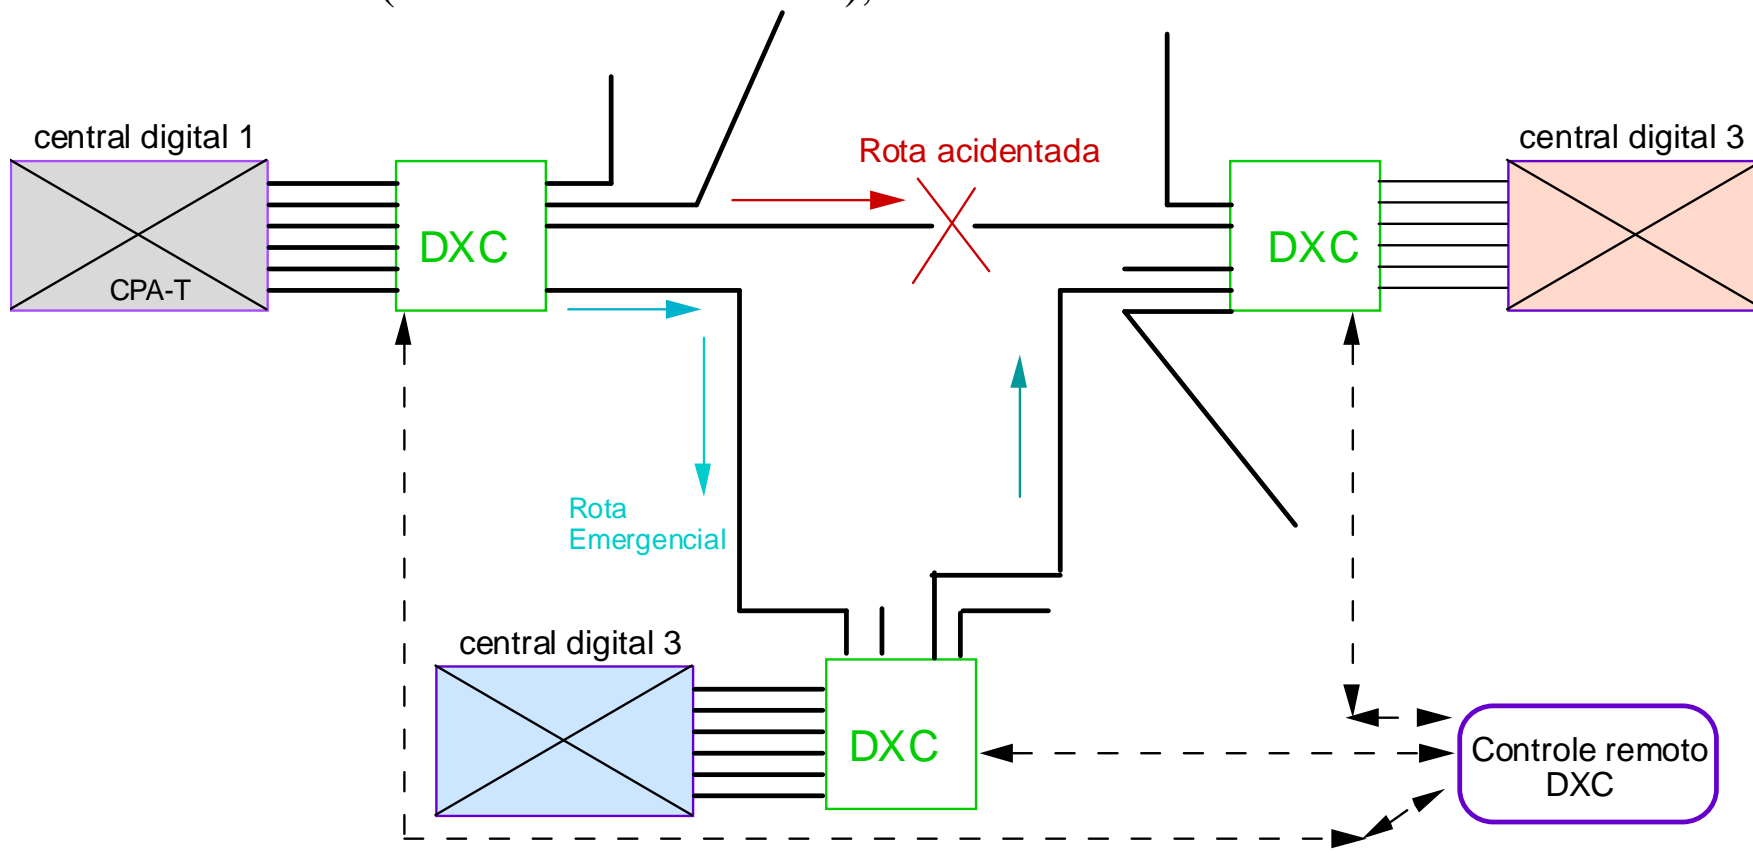 central digital 1
central digital 3
Rota acidentada
DXC
DXC
CPA-T
Rota
Emergencial
central digital 3
DXC
Controle remoto
DXC